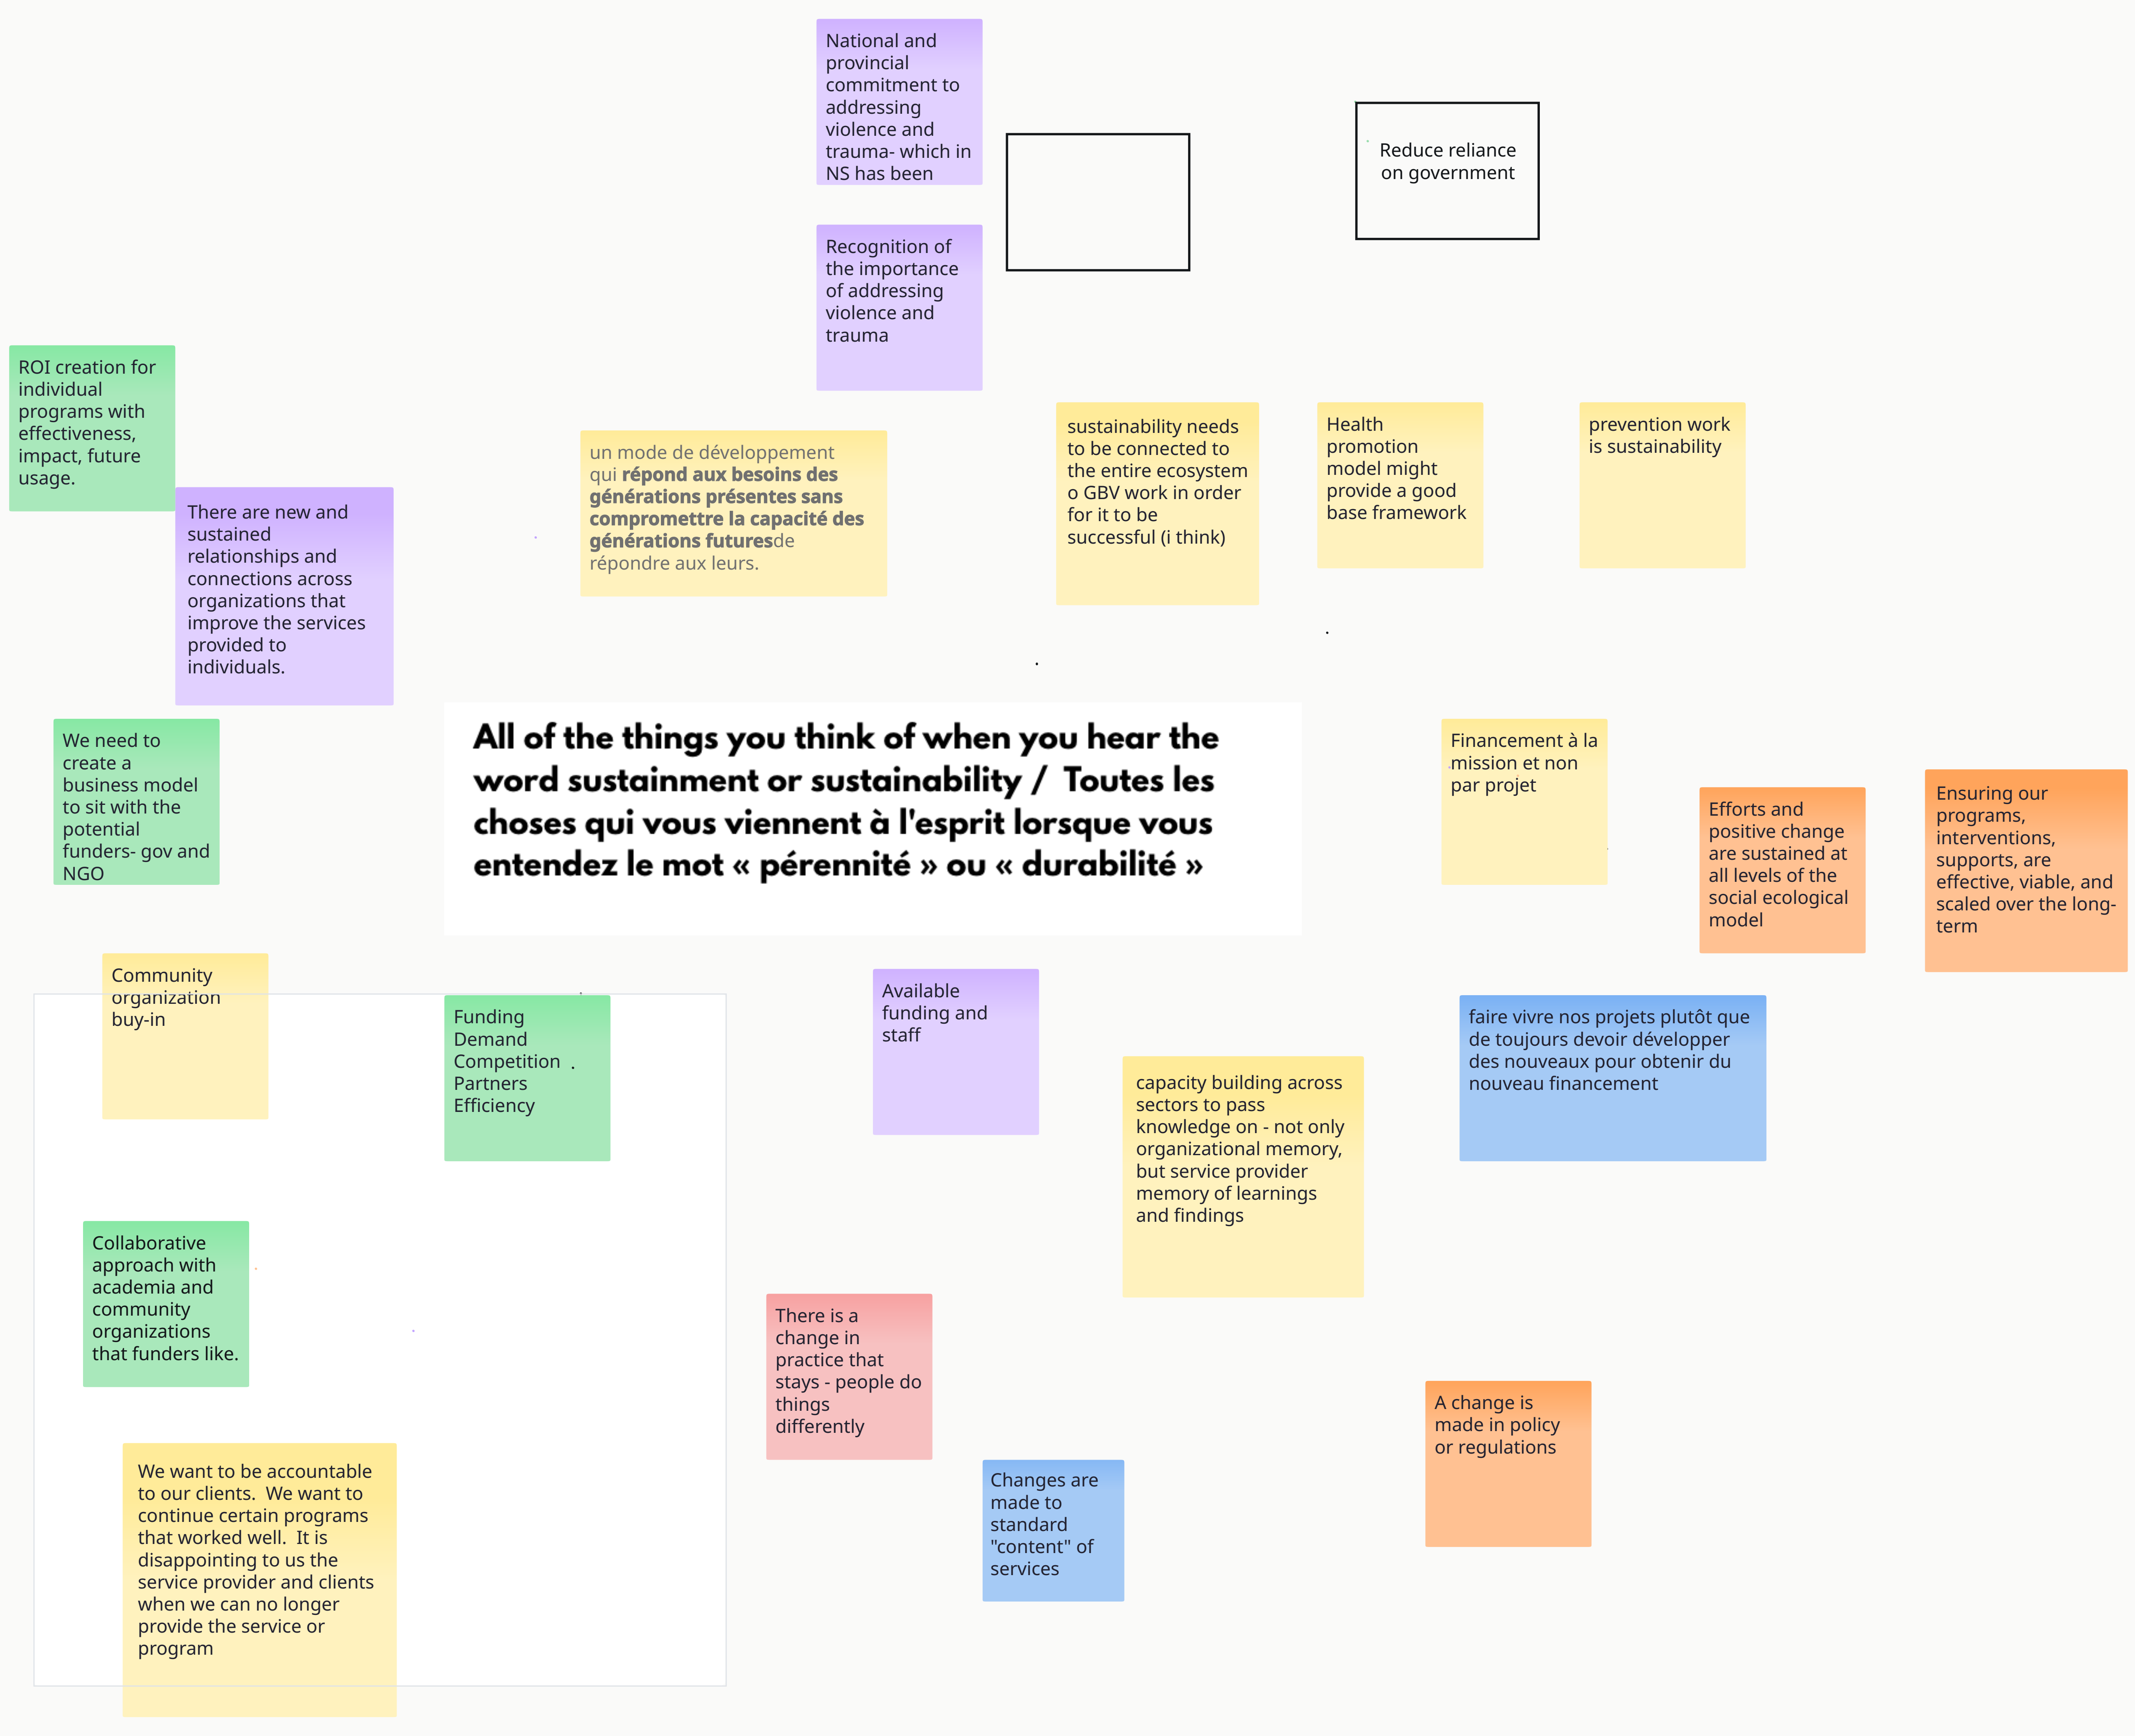 National and
provincial
commitment to
addressing
violence and
trauma- which in
NS has been
Reduce reliance
on government
Recognition of
the importance
of addressing
violence and
trauma
ROI creation for
individual
programs with
effectiveness,
impact, future
usage.
There are new and
sustained
relationships and
connections across
organizations that
improve the services
provided to
individuals.
un mode de développement
qui répond aux besoins des
générations présentes sans
compromettre la capacité des
générations futuresde
répondre aux leurs.
sustainability needs
to be connected to
the entire ecosystem
o GBV work in order
for it to be
successful (i think)
Health
promotion
model might
provide a good
base framework
prevention work
is sustainability
We need to
create a
business model
to sit with the
potential
funders- gov and
NGO
All of the things you think of when you hear the
word sustainment or sustainability / Toutes les
choses qui vous viennent à l'esprit lorsque vous
entendez le mot « pérennité » ou « durabilité »
Financement à la
mission et non
par projet
Efforts and
positive change
are sustained at
all levels of the
social ecological
model
Ensuring our
programs,
interventions,
supports, are
effective, viable, and
scaled over the long-
term
Community
organization
buy-in
Funding
Demand
Competition
Partners
Efficiency
Available
funding and
staff
capacity building across
sectors to pass
knowledge on - not only
organizational memory,
but service provider
memory of learnings
and findings
faire vivre nos projets plutôt que
de toujours devoir développer
des nouveaux pour obtenir du
nouveau financement
Collaborative
approach with
academia and
community
organizations
that funders like.
There is a
change in
practice that
stays - people do
things
differently
A change is
made in policy
or regulations
We want to be accountable
to our clients.  We want to
continue certain programs
that worked well.  It is
disappointing to us the
service provider and clients
when we can no longer
provide the service or
program
Changes are
made to
standard
"content" of
services